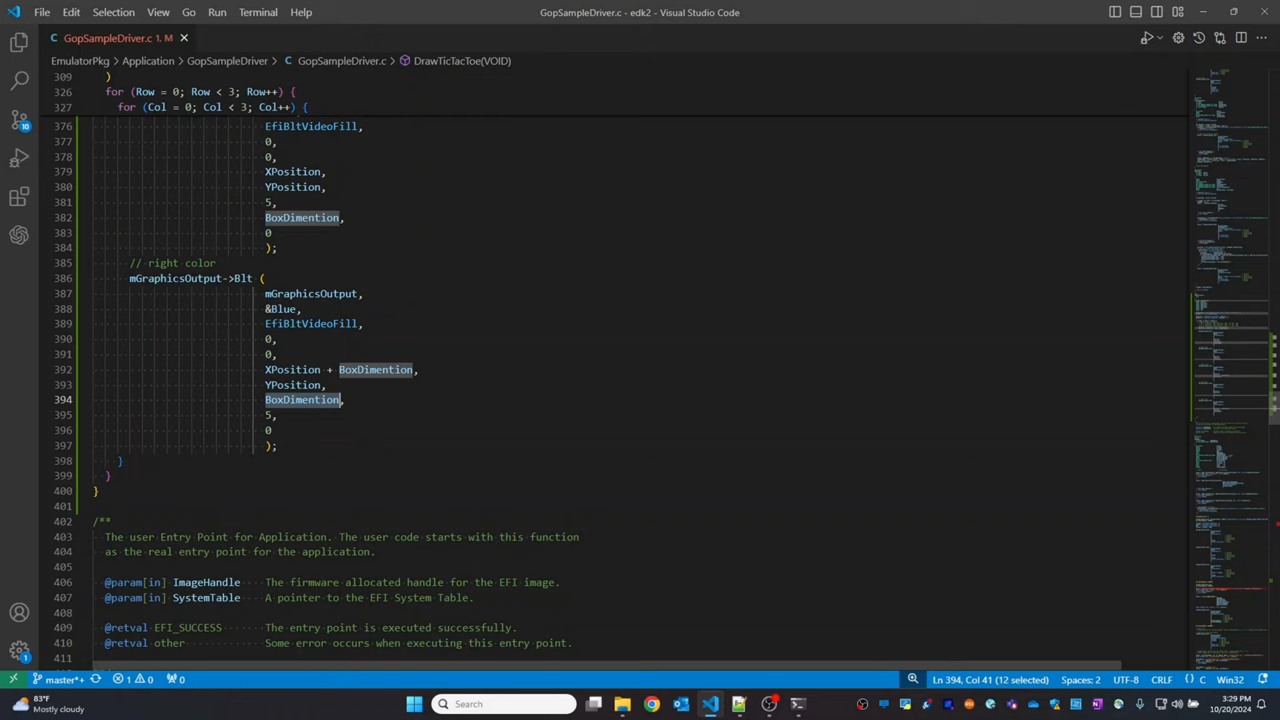 File Edit Selection View Go Run Terminal Help GopSampleDriver.c - edk2 - Visual Studio Code
GopSampleDriver.c 1, M
EmulatorPkg > Application > GopSampleDriver > GopSampleDriver.c > DrawTicTacToe(VOID)
309 )
326 for (Row = 0; Row < 3; Row++) {
327 for (Col = 0; Col < 3; Col++) {
376 EfiBltVideoFill,
377 0,
378 0,
379 XPosition,
380 YPosition,
381 5,
382 BoxDimention,
383 0
384 );
385 // right color
386 mGraphicsOutput->Blt (
387 mGraphicsOutput,
388 &Blue,
389 EfiBltVideoFill,
390 0,
391 0,
392 XPosition + BoxDimention,
393 YPosition,
394 BoxDimention,
395 5,
396 0
397 );
398 }
399 }
400 }
401
402 /**
403 The user Entry Point for Application. The user code starts with this function
404 as the real entry point for the application.
405
406 @param[in] ImageHandle The firmware allocated handle for the EFI image.
407 @param[in] SystemTable A pointer to the EFI System Table.
408
409 @retval EFI_SUCCESS The entry point is executed successfully.
410 @retval other Some error occurs when executing this entry point.
411
10
1
master*+ 1 0 0 Ln 394, Col 41 (12 selected) Spaces: 2 UTF-8 CRLF {} C Win32
83°F
Mostly cloudy
Search
3:29 PM
10/20/2024